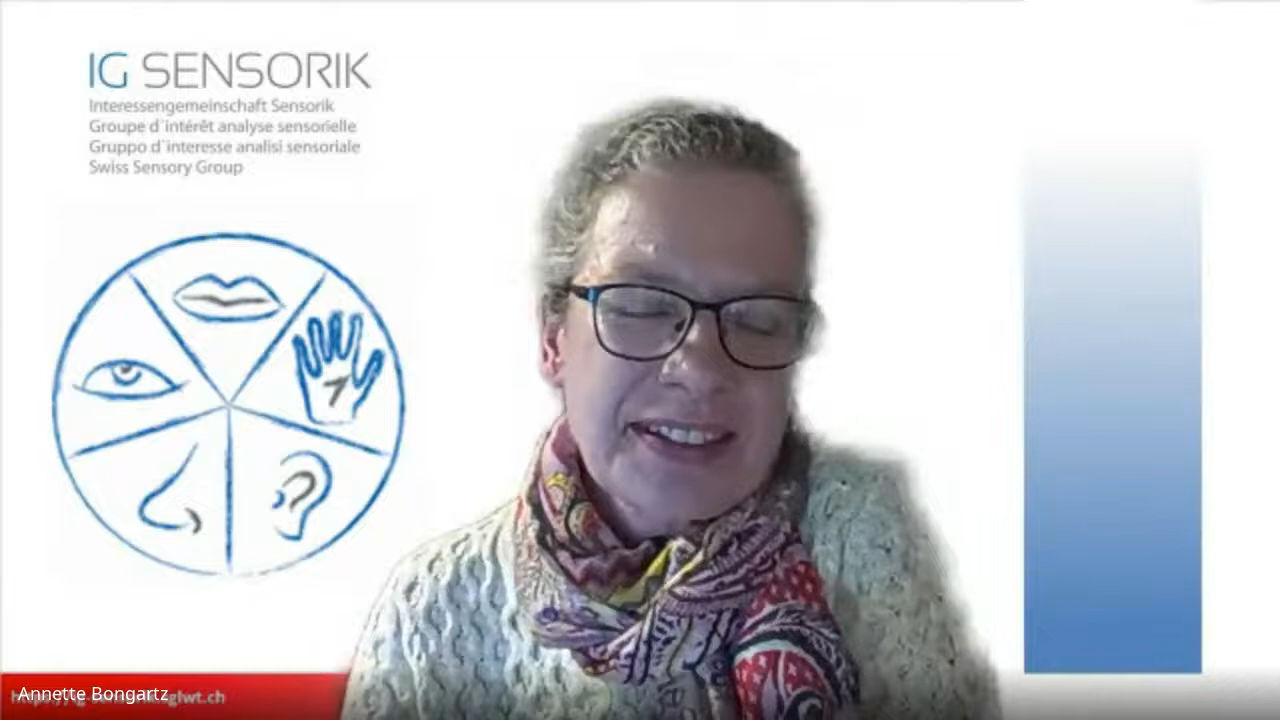 IG SENSORIK
Interessengemeinschaft Sensorik
Groupe d´intérêt analyse sensorielle
Gruppo d´interesse analisi sensoriale
Swiss Sensory Group
Annette Bongartz